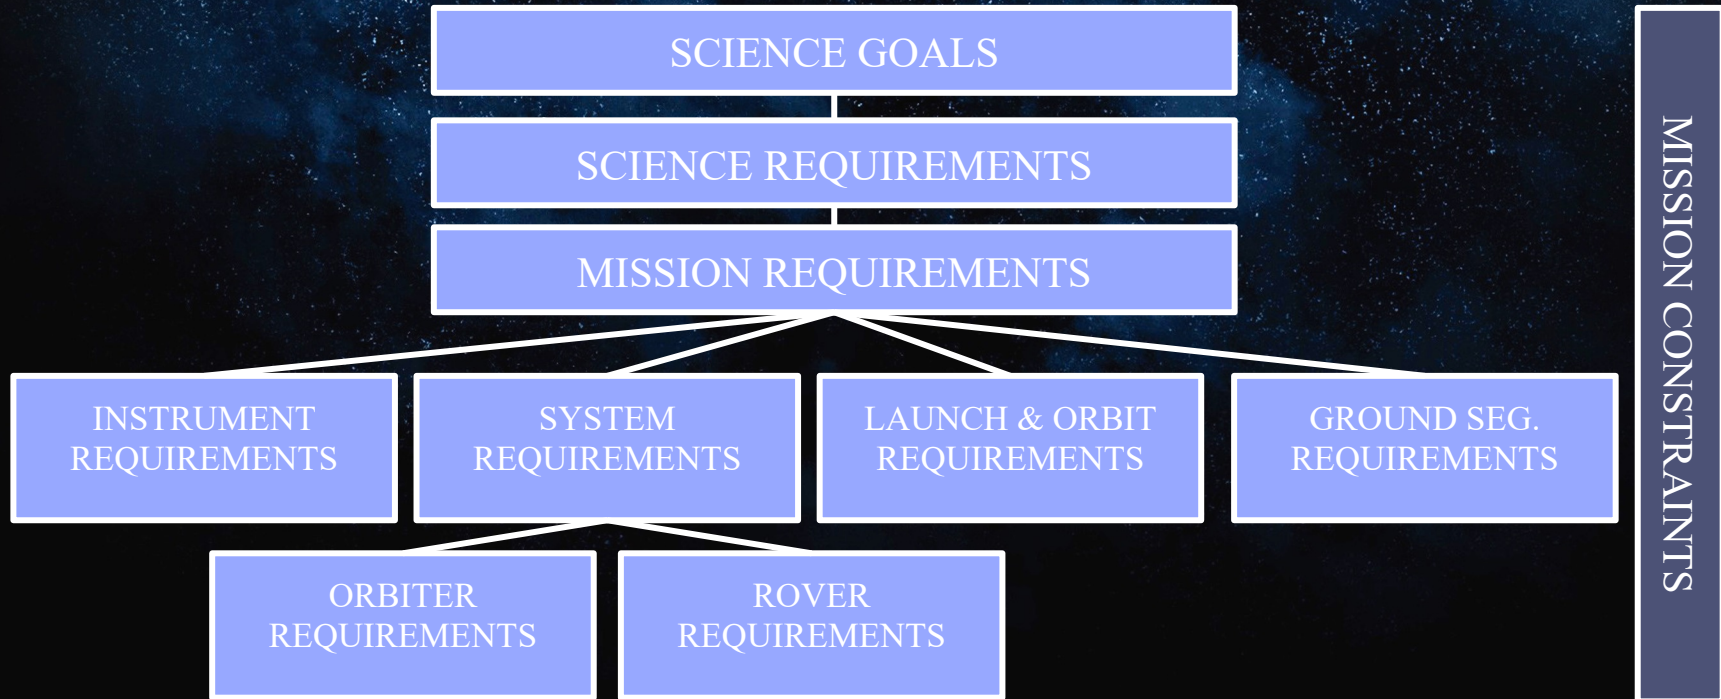 SCIENCE GOALS
SCIENCE REQUIREMENTS
MISSION REQUIREMENTS
INSTRUMENT
REQUIREMENTS
SYSTEM
REQUIREMENTS
LAUNCH & ORBIT
REQUIREMENTS
GROUND SEG.
REQUIREMENTS
ORBITER
REQUIREMENTS
ROVER
REQUIREMENTS
MISSION CONSTRAINTS